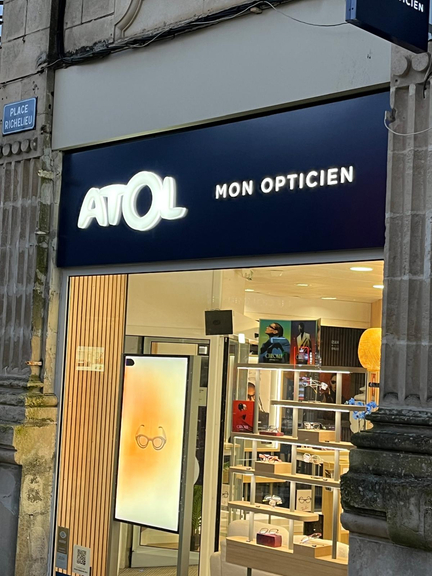 CIEN
PLACE
RICHELIEU
ATOL
MON OPTICIEN